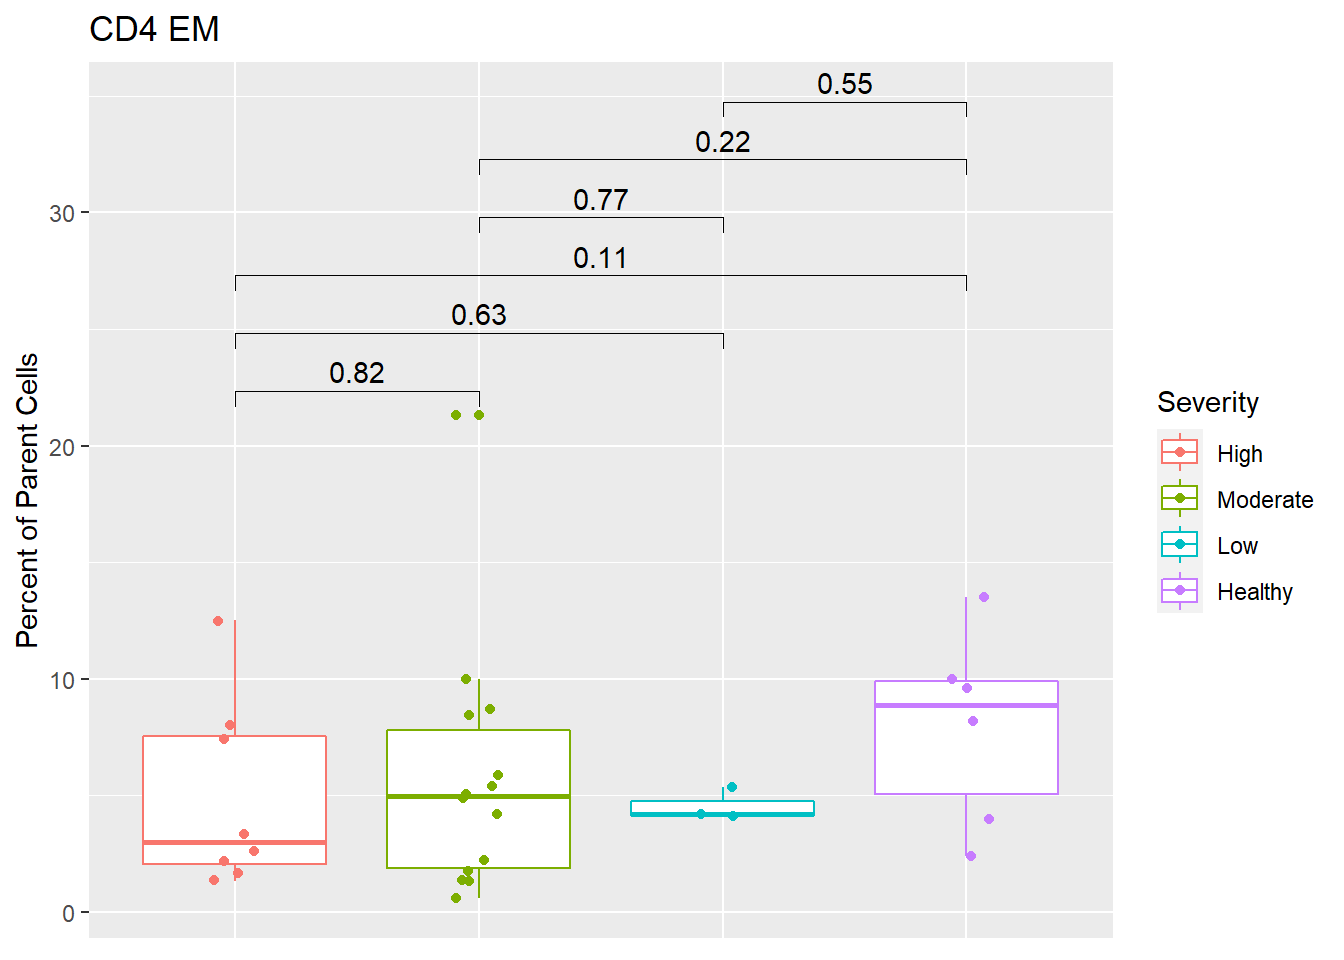 CD4 EM
0.55
0.22
0.77
0.11
0.63
0.82
30
20
10
0
Percent of Parent Cells
Severity
High
Moderate
Low
Healthy